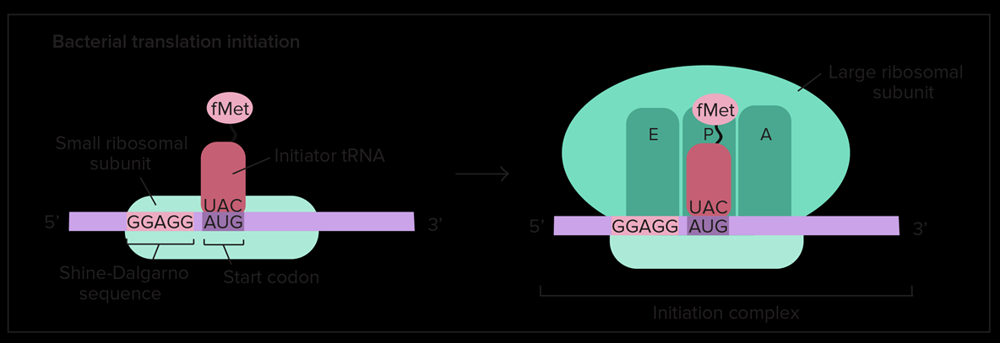 Bacterial translation initiation
fMet
Small ribosomal
subunit
Initiator tRNA
UAC
5’
GGAGG
AUG
3’
Shine-Dalgarno
sequence
Start codon
Large ribosomal
subunit
fMet
E
P
A
UAC
5’
GGAGG
AUG
3’
Initiation complex